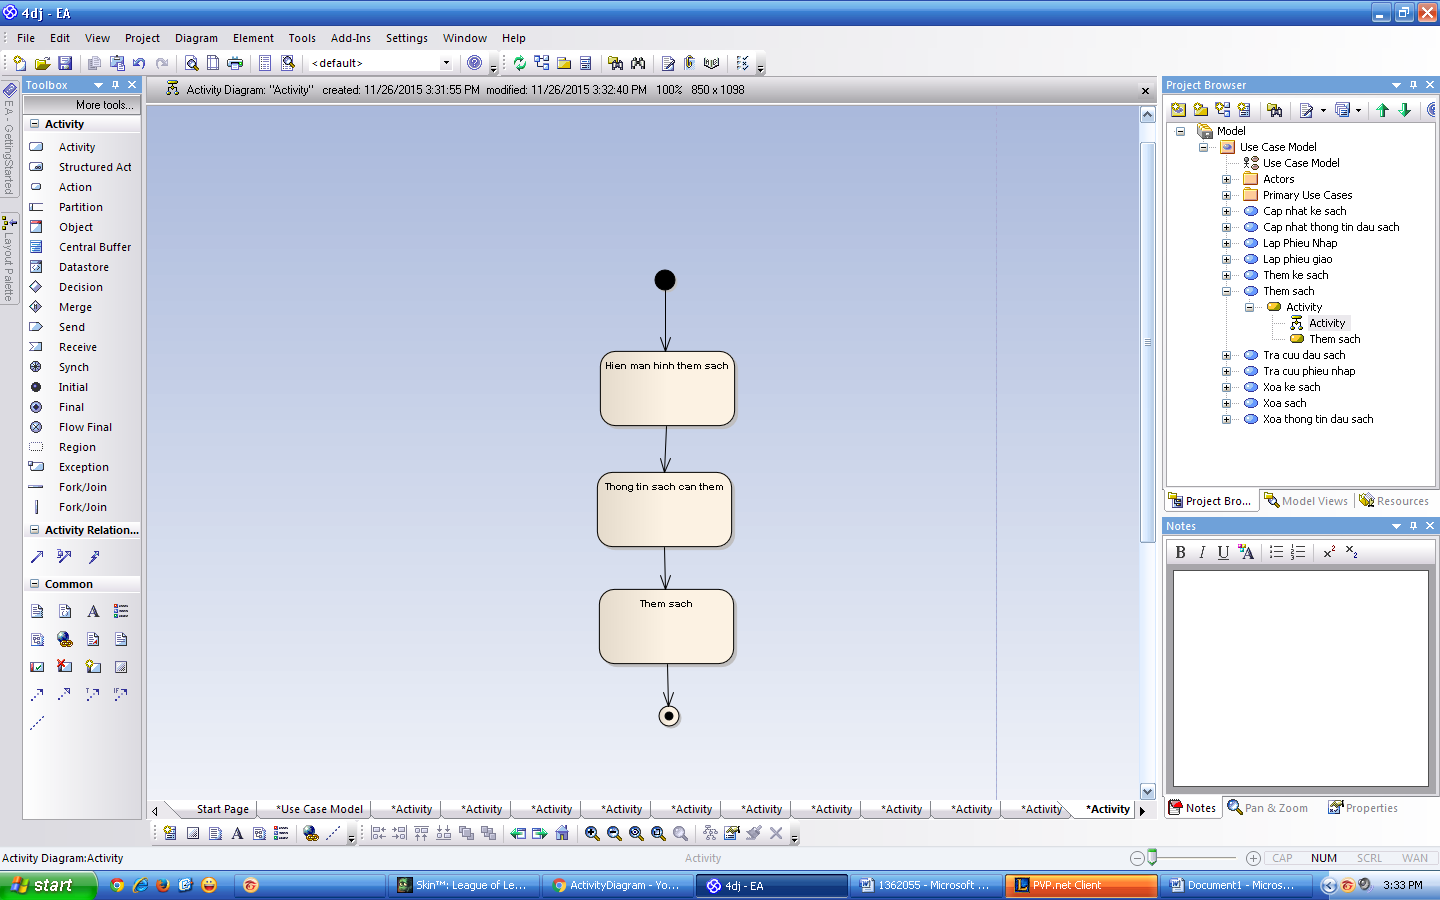 4dj - EA
File Edit View Project Diagram Element Tools Add-Ins Settings Window Help
< default>
EA - GettingStarted
Layout Palette
Toolbox
More tools...
Activity
Activity
Structured Act
Action
Partition
Object
Central Buffer
Datastore
Decision
Merge
Send
Receive
Synch
Initial
Final
Flow Final
Region
Exception
Fork/Join
Fork/Join
Activity Relation...
Common
Activity Diagram: "Activity" created: 11/26/2015 3:31:55 PM modified: 11/26/2015 3:32:40 PM 100% 850 x 1098
Hien man hinh them sach
Thong tin sach can them
Them sach
Start Page *Use Case Model *Activity *Activity *Activity *Activity *Activity *Activity *Activity *Activity *Activity *Activity *Activity
Project Browser
Model
Use Case Model
Use Case Model
Actors
Primary Use Cases
Cap nhat ke sach
Cap nhat thong tin dau sach
Lap Phieu Nhap
Lap phieu giao
Them ke sach
Them sach
Activity
Activity
Them sach
Tra cuu dau sach
Tra cuu phieu nhap
Xoa ke sach
Xoa sach
Xoa thong tin dau sach
Project Bro... Model Views Resources
Notes
B I U A x² x₂
Notes Pan & Zoom Properties
Activity Diagram:Activity Activity CAP NUM SCRL WAN
start Skin™: League of Le... ActivityDiagram - Yo... 4dj - EA 1362055 - Microsoft ... PVP.net Client Document1 - Micros... 3:33 PM